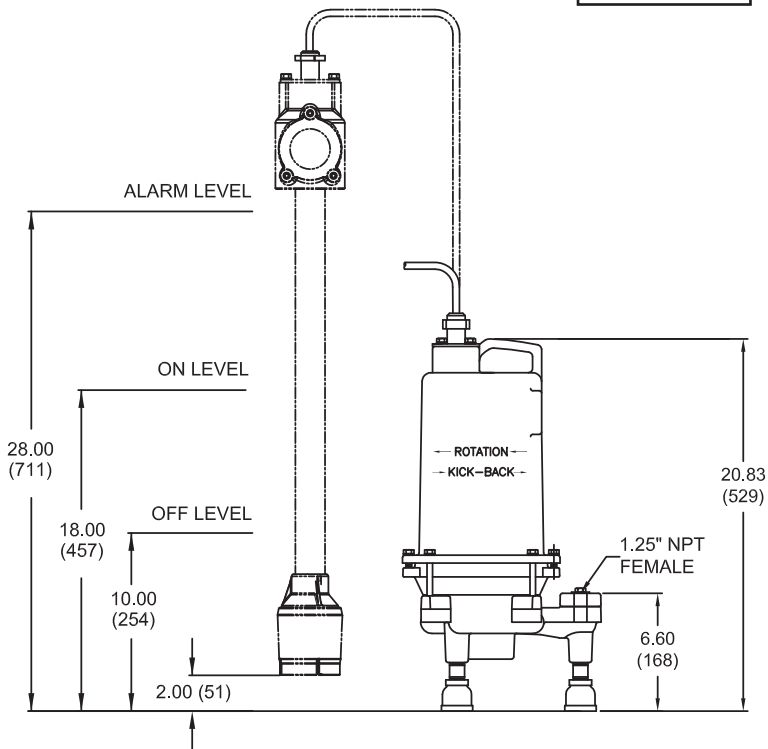 ALARM LEVEL
ON LEVEL
28.00
(711)
ROTATION
KICK-BACK
20.83
(529)
OFF LEVEL
18.00
(457)
1.25" NPT
FEMALE
10.00
(254)
6.60
(168)
2.00 (51)